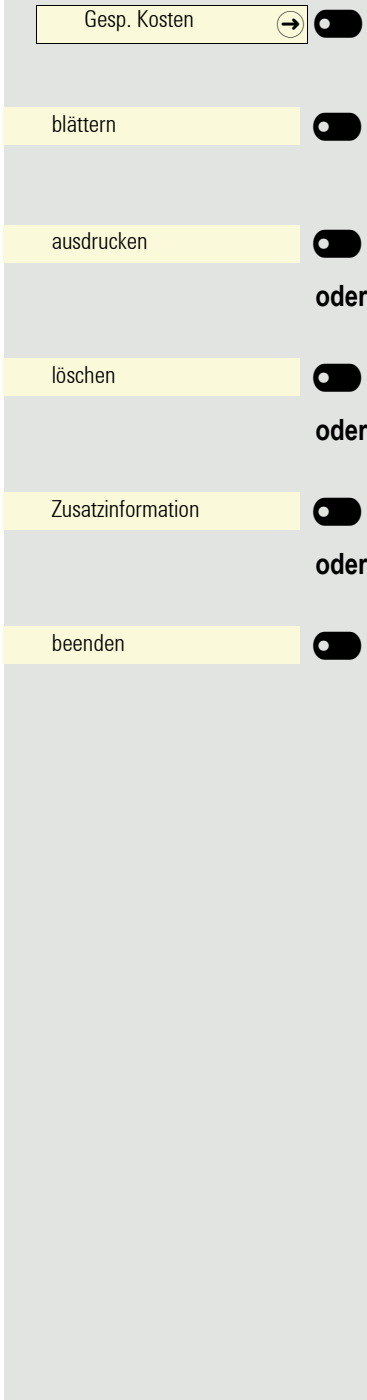 Gesp. Kosten
blättern
ausdrucken
oder
löschen
oder
Zusatzinformation
oder
beenden